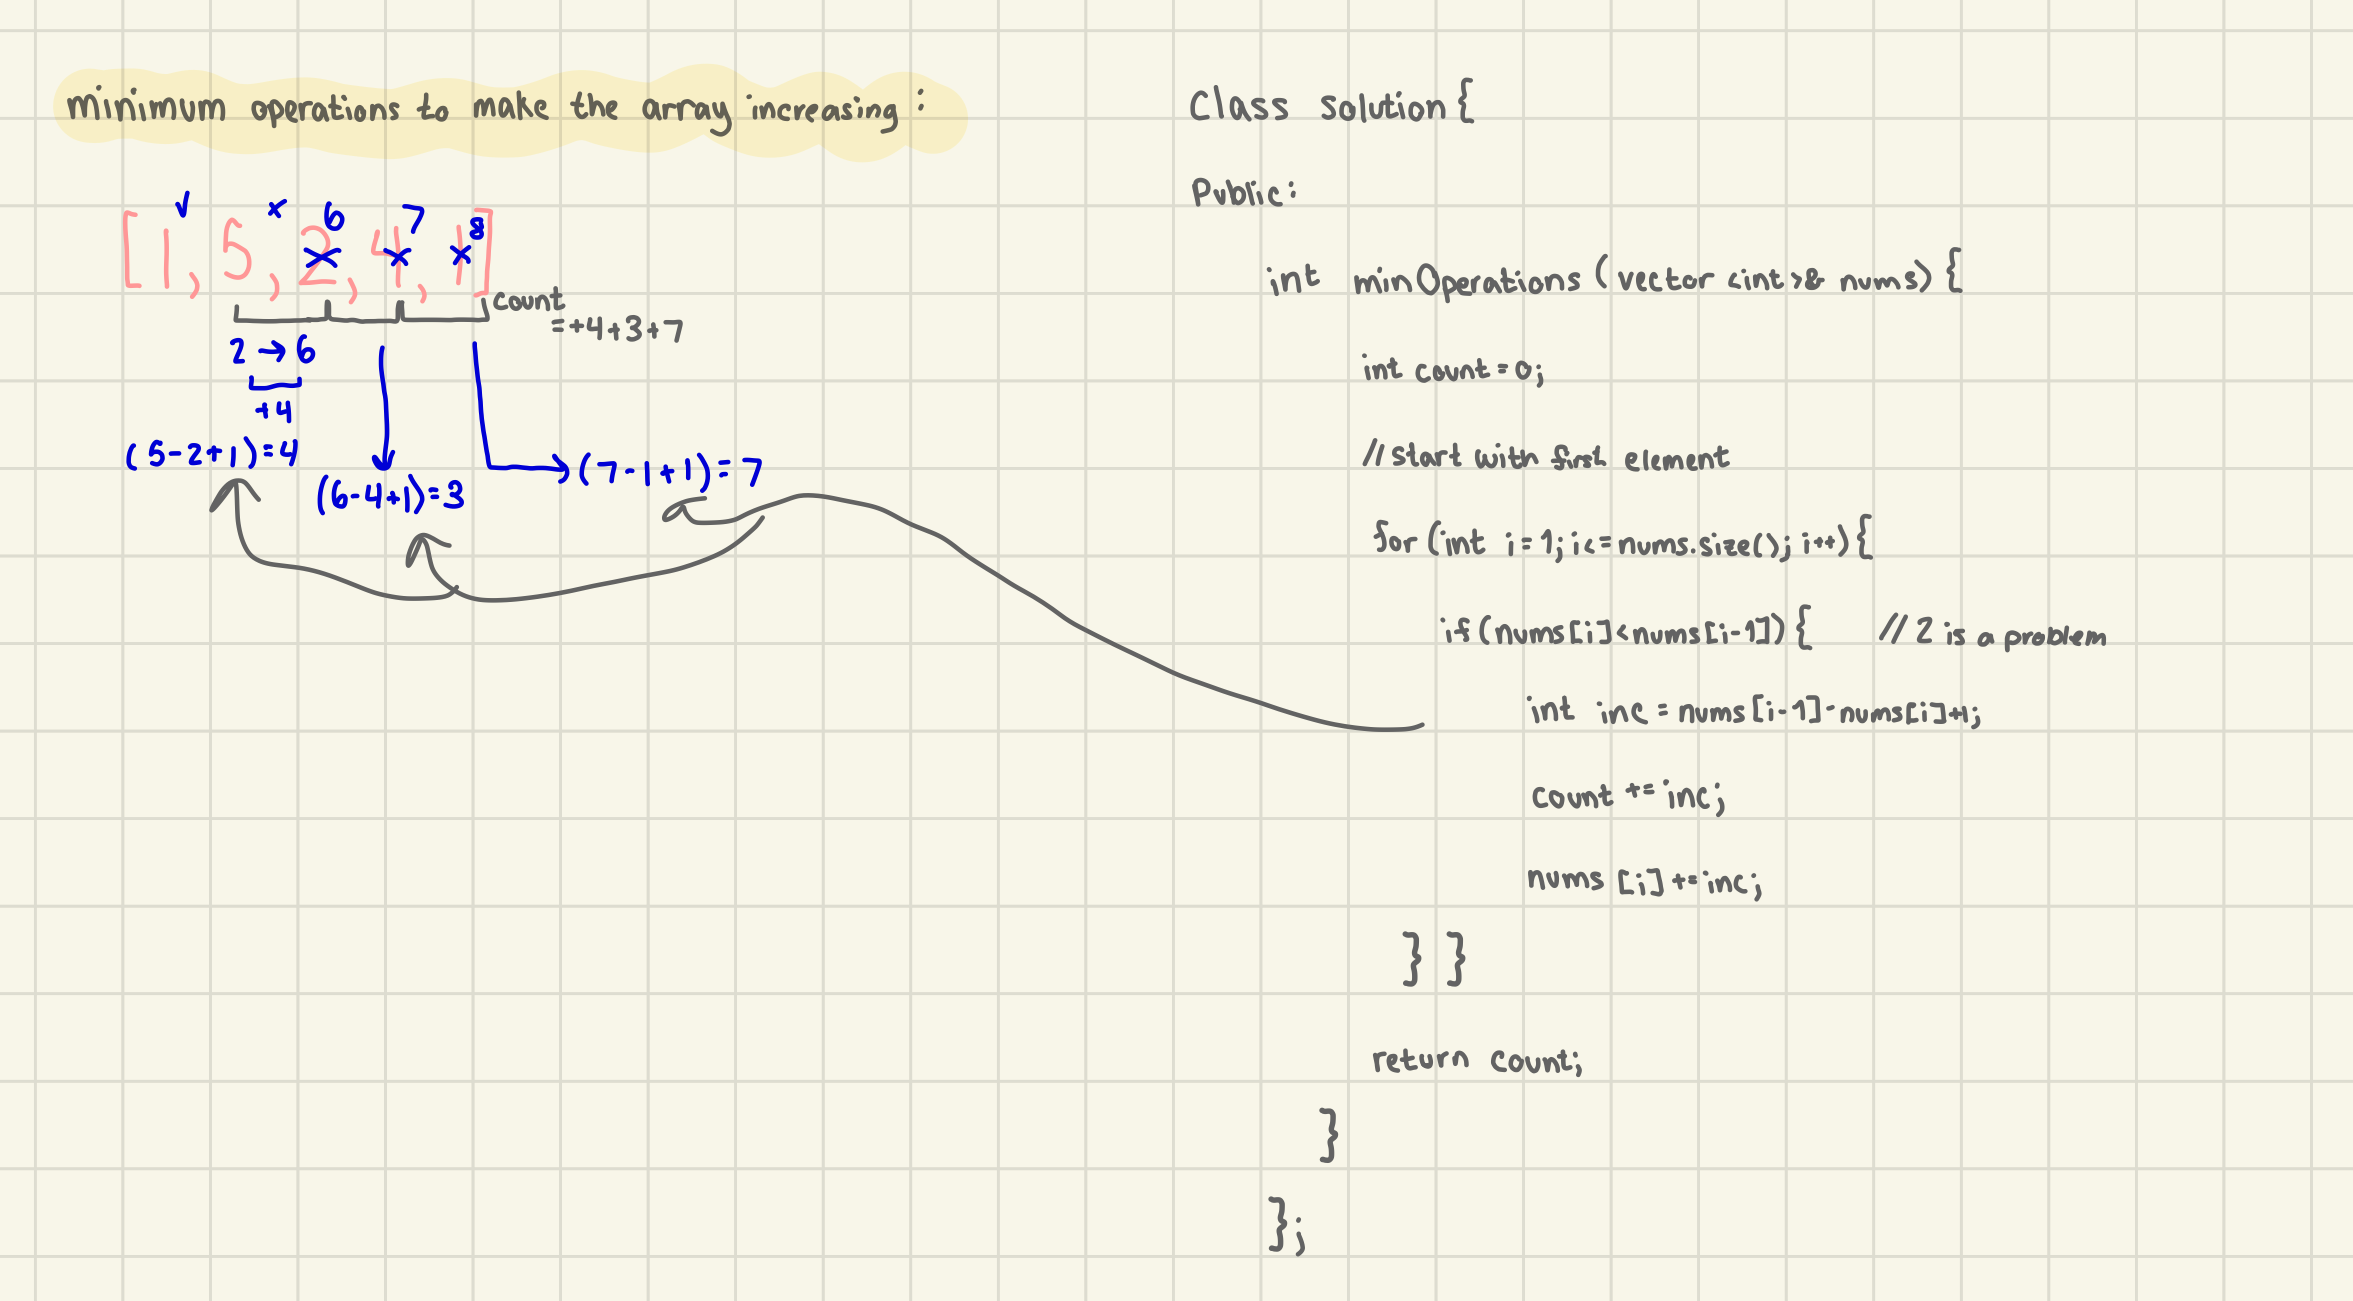 minimum operations to make the array increasing :
✓ × 6 7 8
[1, 5, 2, 4, 1]
count
=+4+3+7
2 → 6
+4
(5-2+1)=4
(6-4+1)=3
(7-1+1)=7
Class solution{
Public:
int minOperations (vector <int>& nums) {
int count = 0;
// start with first element
for (int i = 1; i <= nums.size(); i++) {
if (nums[i] < nums[i-1]) { // 2 is a problem
int inc = nums[i-1] - nums[i]+1;
count += inc;
nums [i] += inc;
} }
return count;
}
};